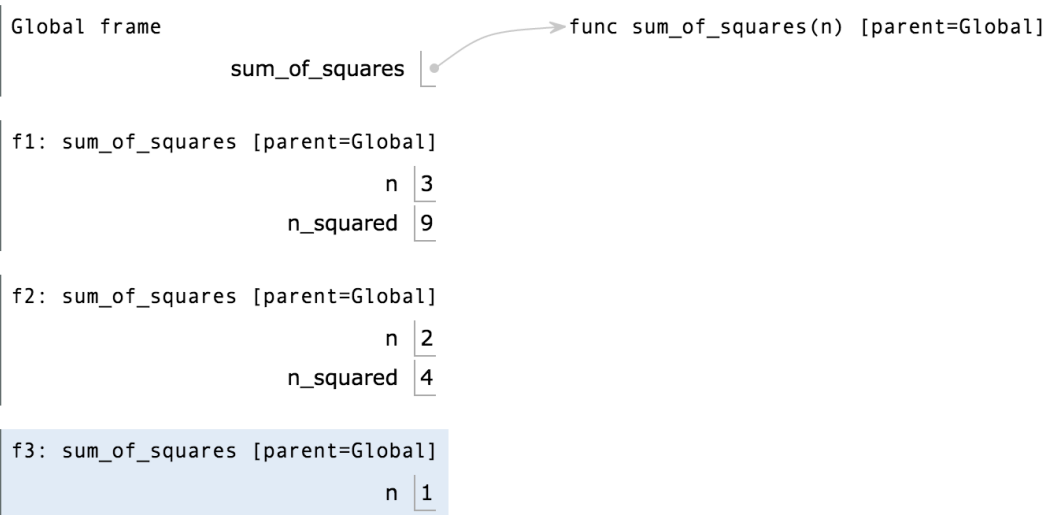 Global frame func sum_of_squares(n) [parent=Global]
sum_of_squares
f1: sum_of_squares [parent=Global]
n 3
n_squared 9
f2: sum_of_squares [parent=Global]
n 2
n_squared 4
f3: sum_of_squares [parent=Global]
n 1